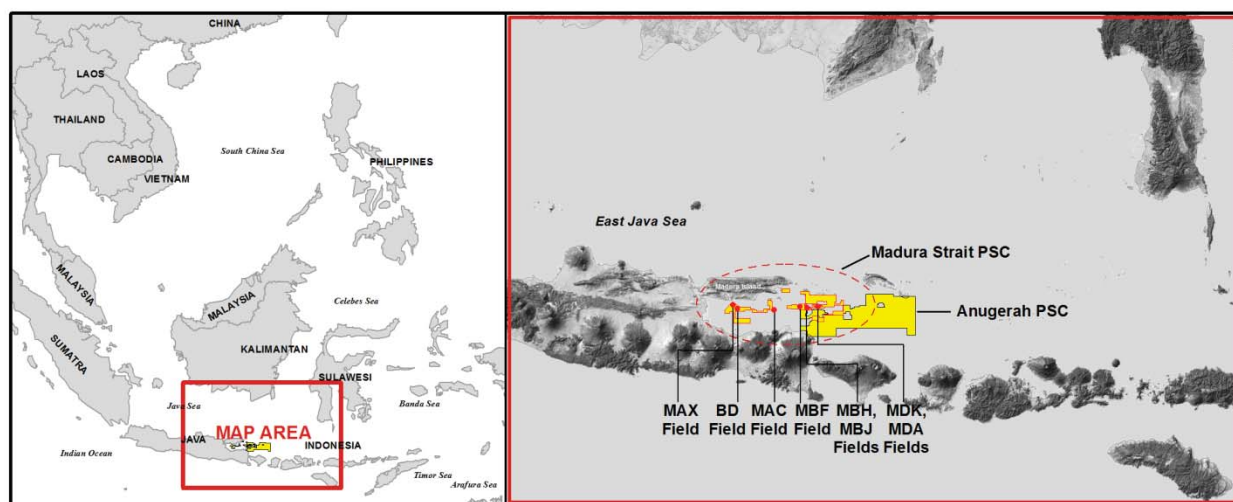 CHINA
LAOS
THAILAND
CAMBODIA
VIETNAM
South China Sea
PHILIPPINES
MALAYSIA
SUMATRA
MALAYSIA
Celebes Sea
KALIMANTAN
SULAWESI
Java Sea
Banda Sea
MAP AREA
JAVA
INDONESIA
Indian Ocean
Timor Sea
Arafura Sea
East Java Sea
Madura Strait PSC
Madura Island
Anugerah PSC
MAX
Field
BD
Field
MAC
Field
MBF
Field
MBH,
MBJ
Fields
MDK,
MDA
Fields